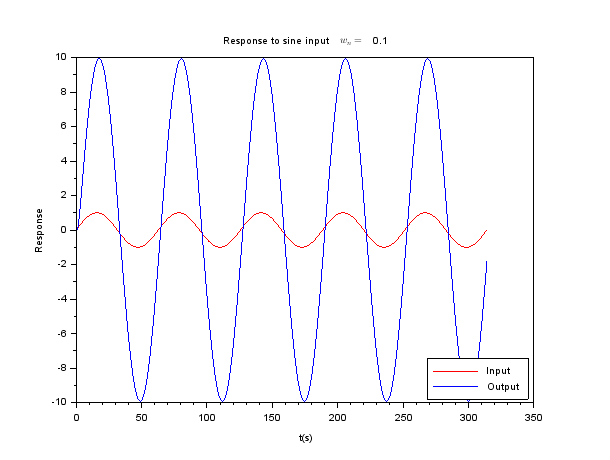 Response to sine input wₙ = 0.1
10
8
6
4
2
0
-2
-4
-6
-8
-10
Response
0 50 100 150 200 250 300 350
t(s)
Input
Output